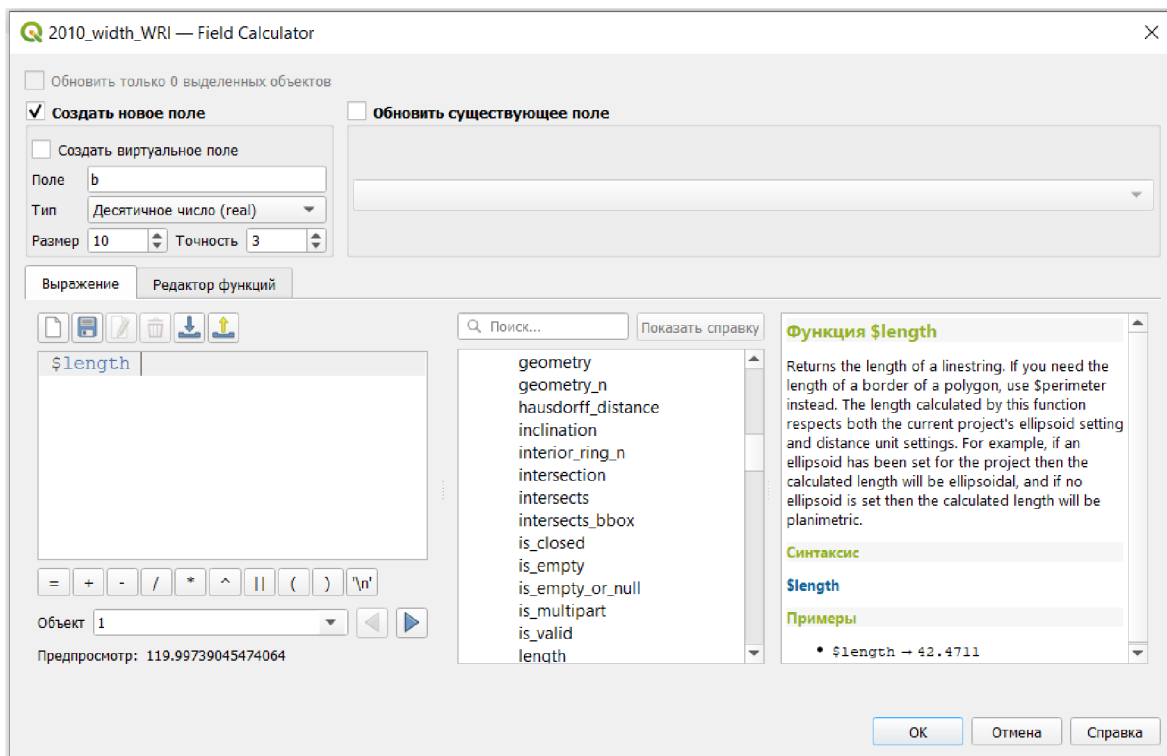 2010_width_WRI — Field Calculator
Обновить только 0 выделенных объектов
Создать новое поле
Обновить существующее поле
Создать виртуальное поле
Поле b
Тип Десятичное число (real)
Размер 10 Точность 3
Выражение Редактор функций
Поиск... Показать справку
$length
geometry
geometry_n
hausdorff_distance
inclination
interior_ring_n
intersection
intersects
intersects_bbox
is_closed
is_empty
is_empty_or_null
is_multipart
is_valid
length
= + - / * ^ || ( ) '\n'
Объект 1
Предпросмотр: 119.99739045474064
Функция $length
Returns the length of a linestring. If you need the
length of a border of a polygon, use $perimeter
instead. The length calculated by this function
respects both the current project's ellipsoid setting
and distance unit settings. For example, if an
ellipsoid has been set for the project then the
calculated length will be ellipsoidal, and if no
ellipsoid is set then the calculated length will be
planimetric.
Синтаксис
$length
Примеры
• $length → 42.4711
OK Отмена Справка